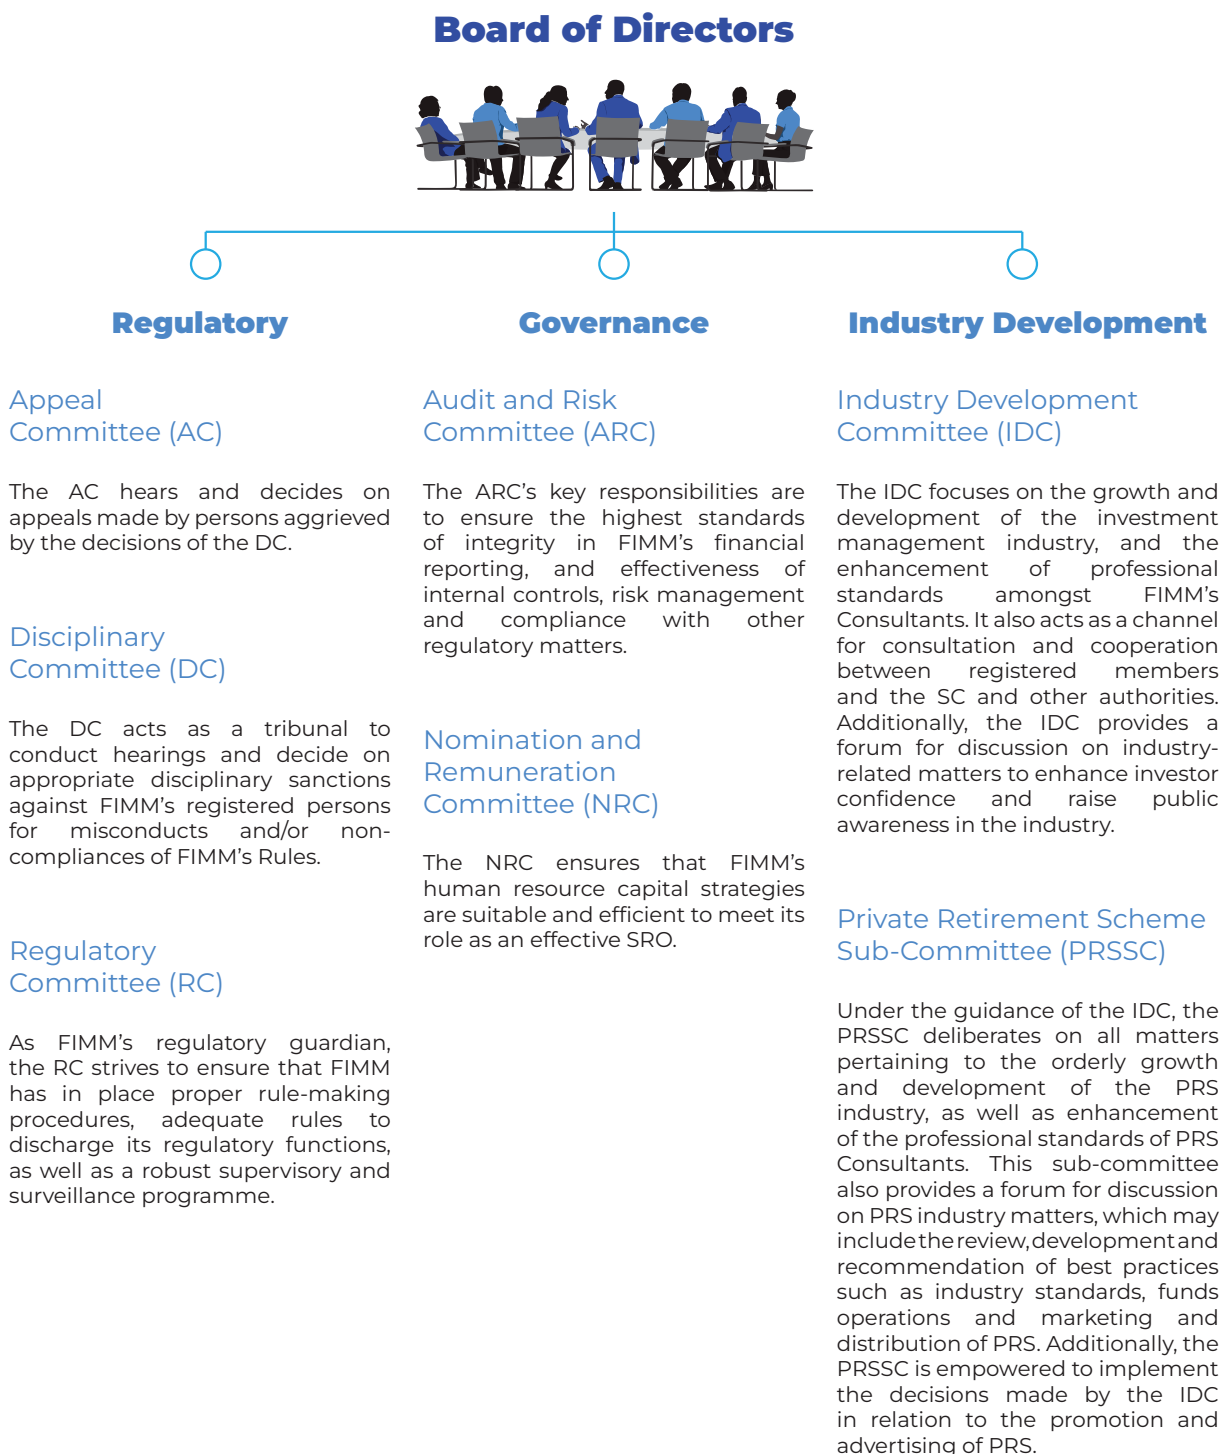 Board of Directors
Regulatory
Appeal
Committee (AC)
The AC hears and decides on
appeals made by persons aggrieved
by the decisions of the DC.
Disciplinary
Committee (DC)
The DC acts as a tribunal to
conduct hearings and decide on
appropriate disciplinary sanctions
against FIMM's registered persons
for misconducts and/or non-
compliances of FIMM's Rules.
Regulatory
Committee (RC)
As FIMM's regulatory guardian,
the RC strives to ensure that FIMM
has in place proper rule-making
procedures, adequate rules to
discharge its regulatory functions,
as well as a robust supervisory and
surveillance programme.
Governance
Audit and Risk
Committee (ARC)
The ARC's key responsibilities are
to ensure the highest standards
of integrity in FIMM's financial
reporting, and effectiveness of
internal controls, risk management
and compliance with other
regulatory matters.
Nomination and
Remuneration
Committee (NRC)
The NRC ensures that FIMM's
human resource capital strategies
are suitable and efficient to meet its
role as an effective SRO.
Industry Development
Industry Development
Committee (IDC)
The IDC focuses on the growth and
development of the investment
management industry, and the
enhancement of professional
standards amongst FIMM's
Consultants. It also acts as a channel
for consultation and cooperation
between registered members
and the SC and other authorities.
Additionally, the IDC provides a
forum for discussion on industry-
related matters to enhance investor
confidence and raise public
awareness in the industry.
Private Retirement Scheme
Sub-Committee (PRSSC)
Under the guidance of the IDC, the
PRSSC deliberates on all matters
pertaining to the orderly growth
and development of the PRS
industry, as well as enhancement
of the professional standards of PRS
Consultants. This sub-committee
also provides a forum for discussion
on PRS industry matters, which may
include the review, development and
recommendation of best practices
such as industry standards, funds
operations and marketing and
distribution of PRS. Additionally, the
PRSSC is empowered to implement
the decisions made by the IDC
in relation to the promotion and
advertising of PRS.